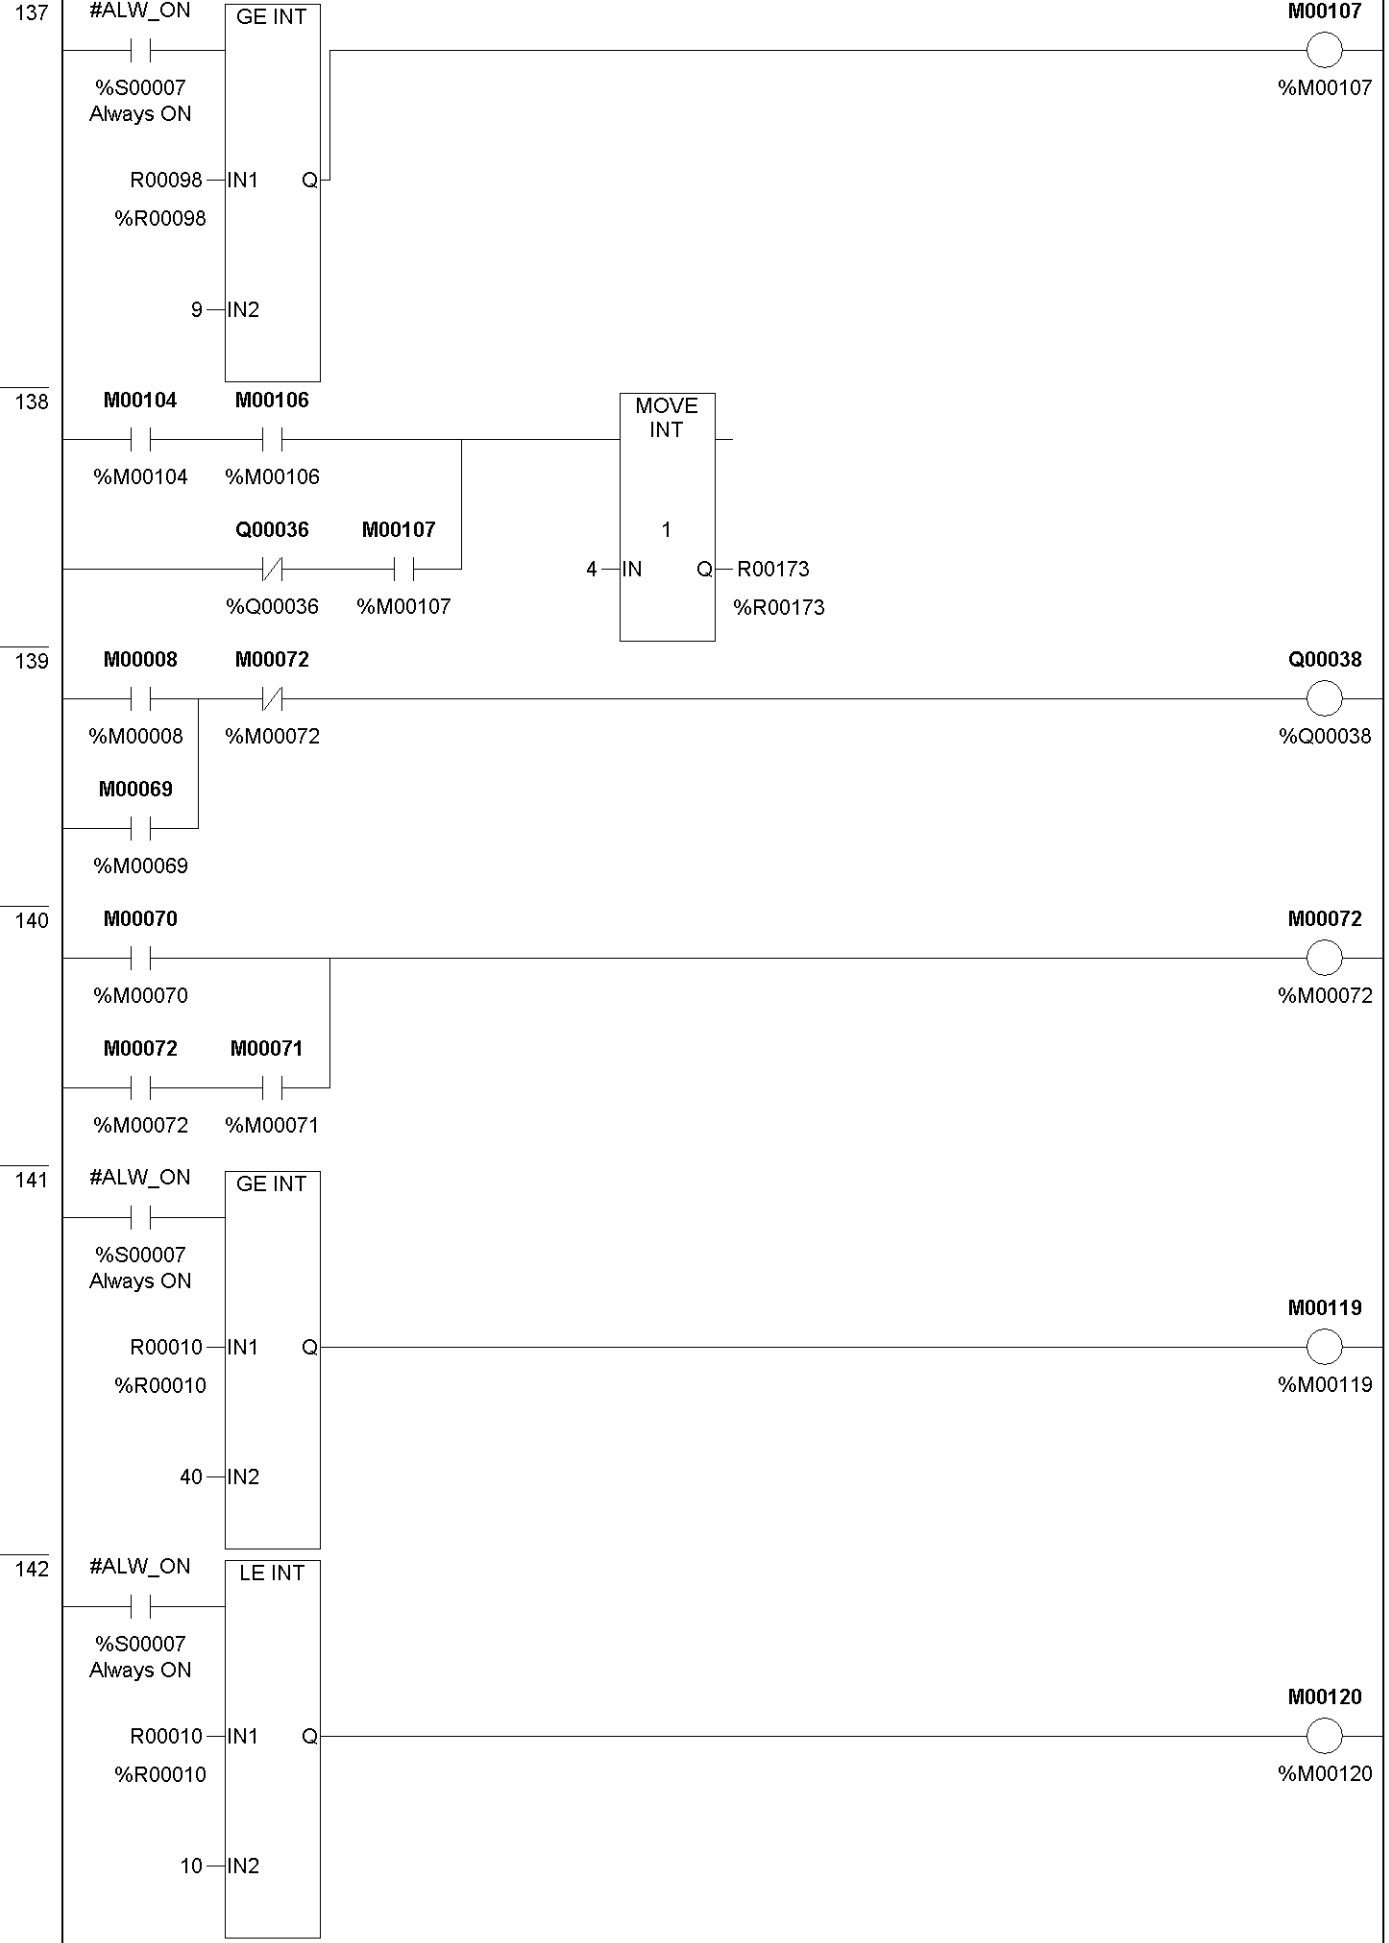 137 #ALW_ON GE INT M00107
%S00007 %M00107
Always ON
R00098 IN1 Q
%R00098
9 IN2
138 M00104 M00106 MOVE
INT
%M00104 %M00106
Q00036 M00107 1
4 IN Q R00173
%Q00036 %M00107 %R00173
139 M00008 M00072 Q00038
%M00008 %M00072 %Q00038
M00069
%M00069
140 M00070 M00072
%M00070 %M00072
M00072 M00071
%M00072 %M00071
141 #ALW_ON GE INT
%S00007
Always ON
M00119
R00010 IN1 Q
%R00010 %M00119
40 IN2
142 #ALW_ON LE INT
%S00007
Always ON
M00120
R00010 IN1 Q
%R00010 %M00120
10 IN2